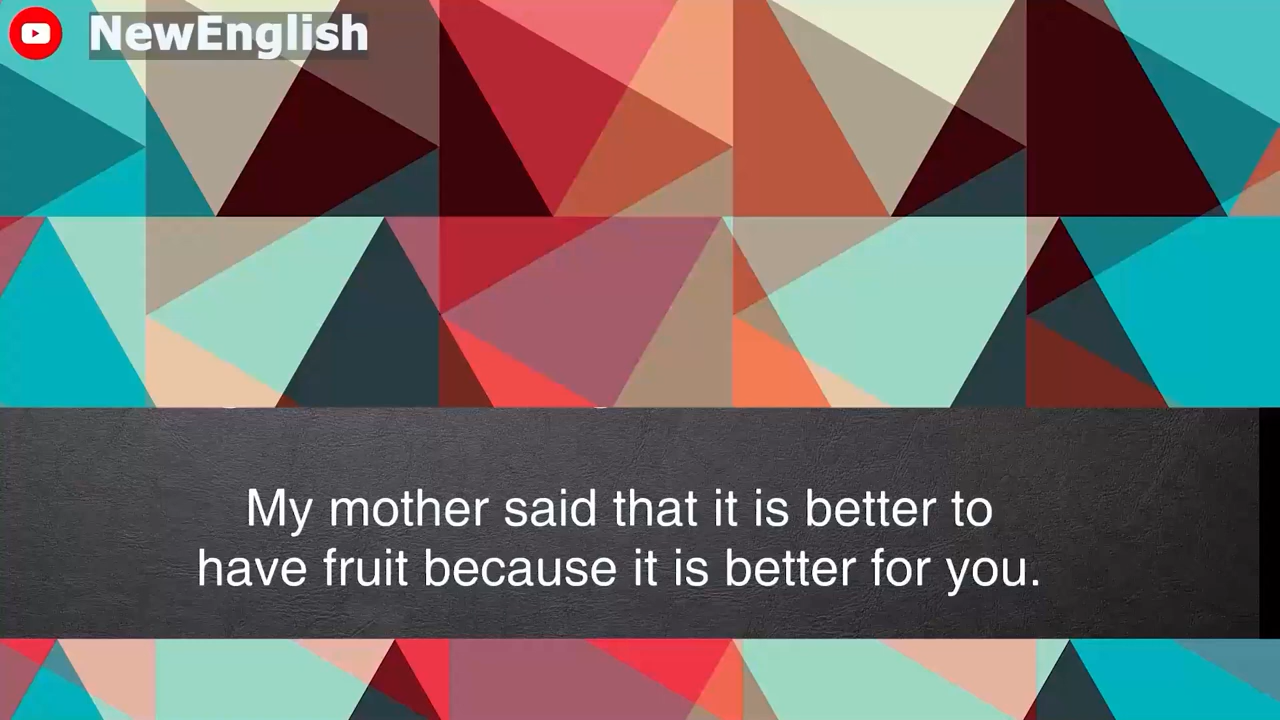 NewEnglish
My mother said that it is better to
have fruit because it is better for you.